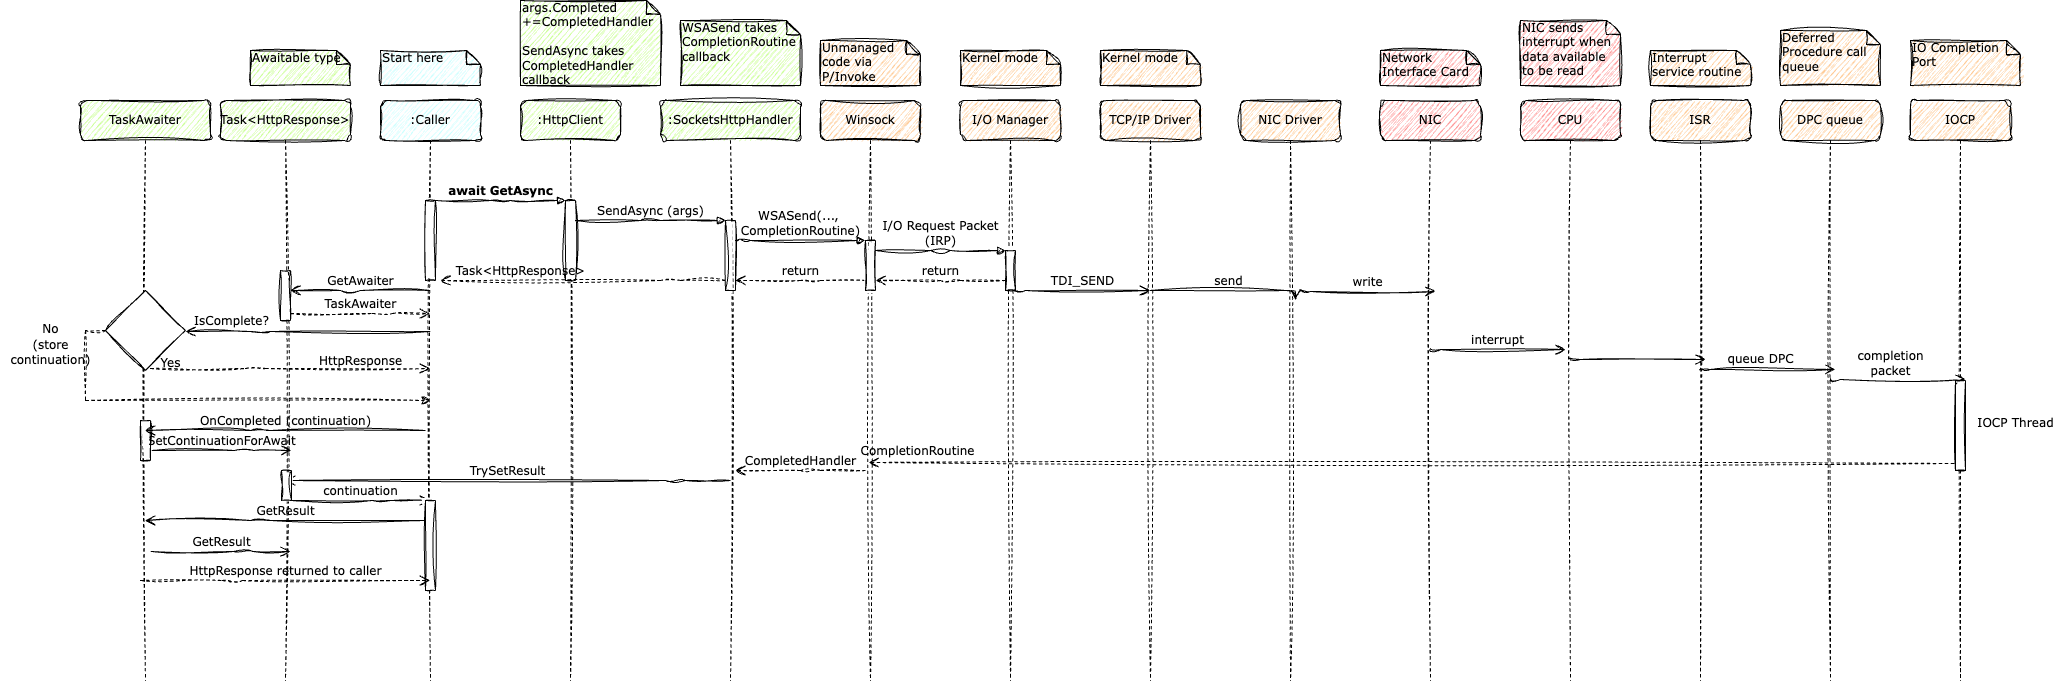 args.Completed
+=CompletedHandler
SendAsync takes
CompletedHandler
callback
WSASend takes
CompletionRoutine
callback
Unmanaged
code via
P/Invoke
NIC sends
interrupt when
data available
to be read
Deferred
Procedure call
queue
Awaitable type
Start here
Kernel mode
Kernel mode
Network
Interface Card
Interrupt
service routine
IO Completion
Port
TaskAwaiter
Task<HttpResponse>
:Caller
:HttpClient
:SocketsHttpHandler
Winsock
I/O Manager
TCP/IP Driver
NIC Driver
NIC
CPU
ISR
DPC queue
IOCP
await GetAsync
SendAsync (args)
WSASend(...,
CompletionRoutine)
I/O Request Packet
(IRP)
Task<HttpResponse>
return
return
GetAwaiter
TDI_SEND
send
write
TaskAwaiter
IsComplete?
No
(store
continuation)
interrupt
Yes
HttpResponse
queue DPC
completion
packet
OnCompleted (continuation)
IOCP Thread
SetContinuationForAwait
CompletionRoutine
CompletedHandler
TrySetResult
continuation
GetResult
GetResult
HttpResponse returned to caller